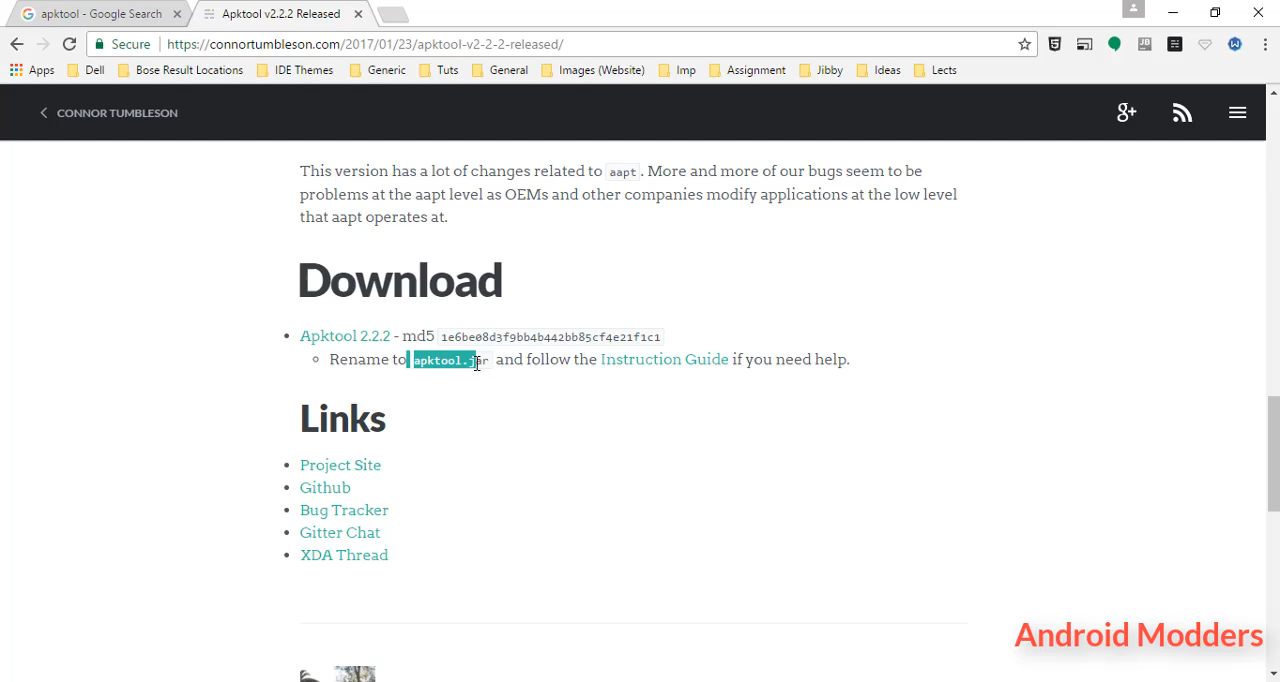 apktool - Google Search
Apktool v2.2.2 Released
Secure
https://connortumbleson.com/2017/01/23/apktool-v2-2-2-released/
Apps Dell Bose Result Locations IDE Themes Generic Tuts General Images (Website) Imp Assignment Jibby Ideas Lects
CONNOR TUMBLESON
g+
This version has a lot of changes related to aapt. More and more of our bugs seem to be
problems at the aapt level as OEMs and other companies modify applications at the low level
that aapt operates at.
Download
Apktool 2.2.2 - md5 1e6be08d3f9bb4b442bb85cf4e21f1c1
Rename to apktool.jar and follow the Instruction Guide if you need help.
Links
Project Site
Github
Bug Tracker
Gitter Chat
XDA Thread
Android Modders